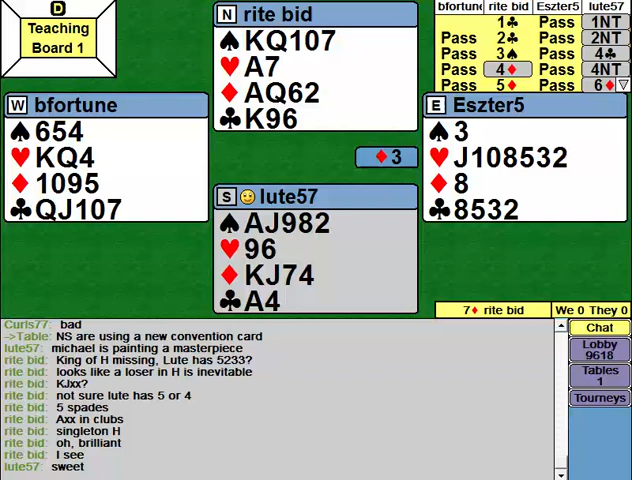 D
Teaching
Board 1
N rite bid
♠KQ107
♥A7
♦AQ62
♣K96
bfortune rite bid Eszter5 lute57
1♣ Pass 1NT
Pass 2♣ Pass 2NT
Pass 3♠ Pass 4♣
Pass 4♦ Pass 4NT
Pass 5♦ Pass 6♦
W bfortune
♠654
♥KQ4
♦1095
♣QJ107
♦3
E Eszter5
♠3
♥J108532
♦8
♣8532
S lute57
♠AJ982
♥96
♦KJ74
♣A4
7♦ rite bid We 0 They 0
Curls77: bad
->Table: NS are using a new convention card
lute57: michael is painting a masterpiece
rite bid: King of H missing, Lute has 5233?
rite bid: looks like a loser in H is inevitable
rite bid: KJxx?
rite bid: not sure lute has 5 or 4
rite bid: 5 spades
rite bid: Axx in clubs
rite bid: singleton H
rite bid: oh, brilliant
rite bid: I see
lute57: sweet
Chat
Lobby
9618
Tables
1
Tourneys